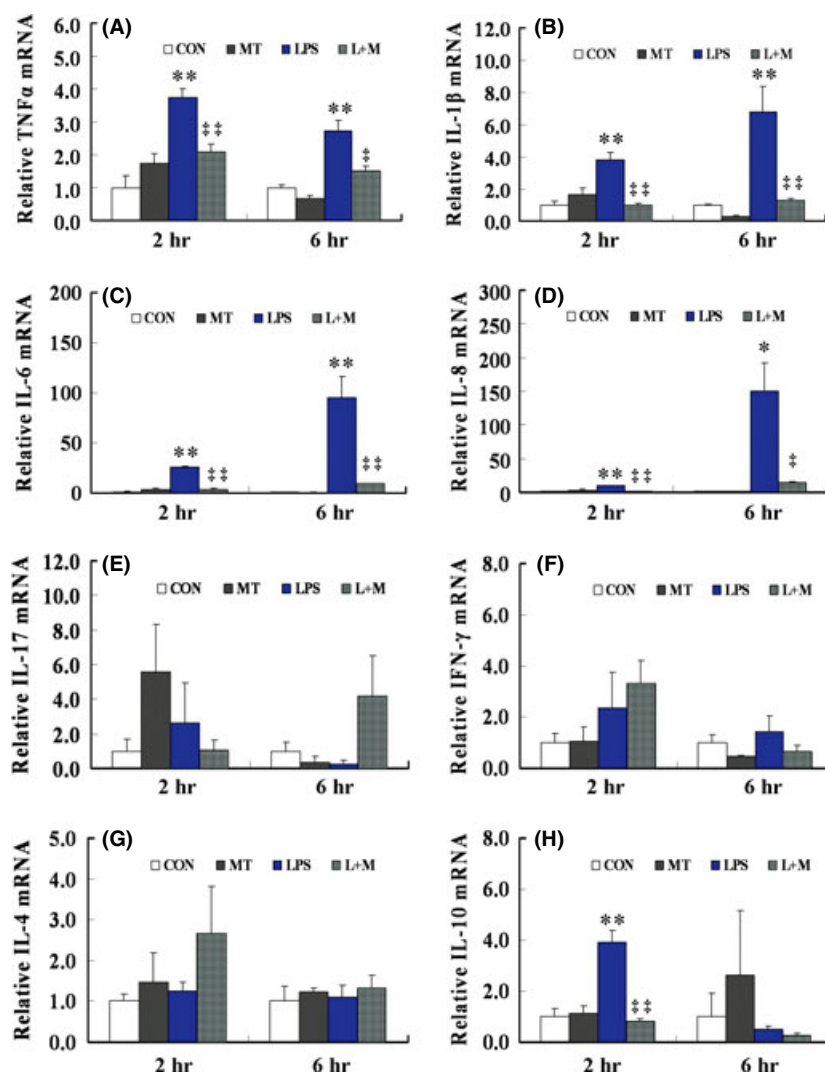 (A)
CON MT LPS L+M
Relative TNFα mRNA
6.0
5.0
4.0
3.0
2.0
1.0
0.0
**
‡‡
**
‡
2 hr 6 hr
(B)
CON MT LPS L+M
Relative IL-1β mRNA
12.0
10.0
8.0
6.0
4.0
2.0
0.0
**
‡‡
**
‡‡
2 hr 6 hr
(C)
CON MT LPS L+M
Relative IL-6 mRNA
200
150
100
50
0
**
‡‡
**
‡‡
2 hr 6 hr
(D)
CON MT LPS L+M
Relative IL-8 mRNA
300
250
200
150
100
50
0
**
‡‡
*
‡
2 hr 6 hr
(E)
CON MT LPS L+M
Relative IL-17 mRNA
12.0
10.0
8.0
6.0
4.0
2.0
0.0
2 hr 6 hr
(F)
CON MT LPS L+M
Relative IFN-γ mRNA
8.0
6.0
4.0
2.0
0.0
2 hr 6 hr
(G)
CON MT LPS L+M
Relative IL-4 mRNA
5.0
4.0
3.0
2.0
1.0
0.0
2 hr 6 hr
(H)
CON MT LPS L+M
Relative IL-10 mRNA
8.0
6.0
4.0
2.0
0.0
**
‡‡
2 hr 6 hr